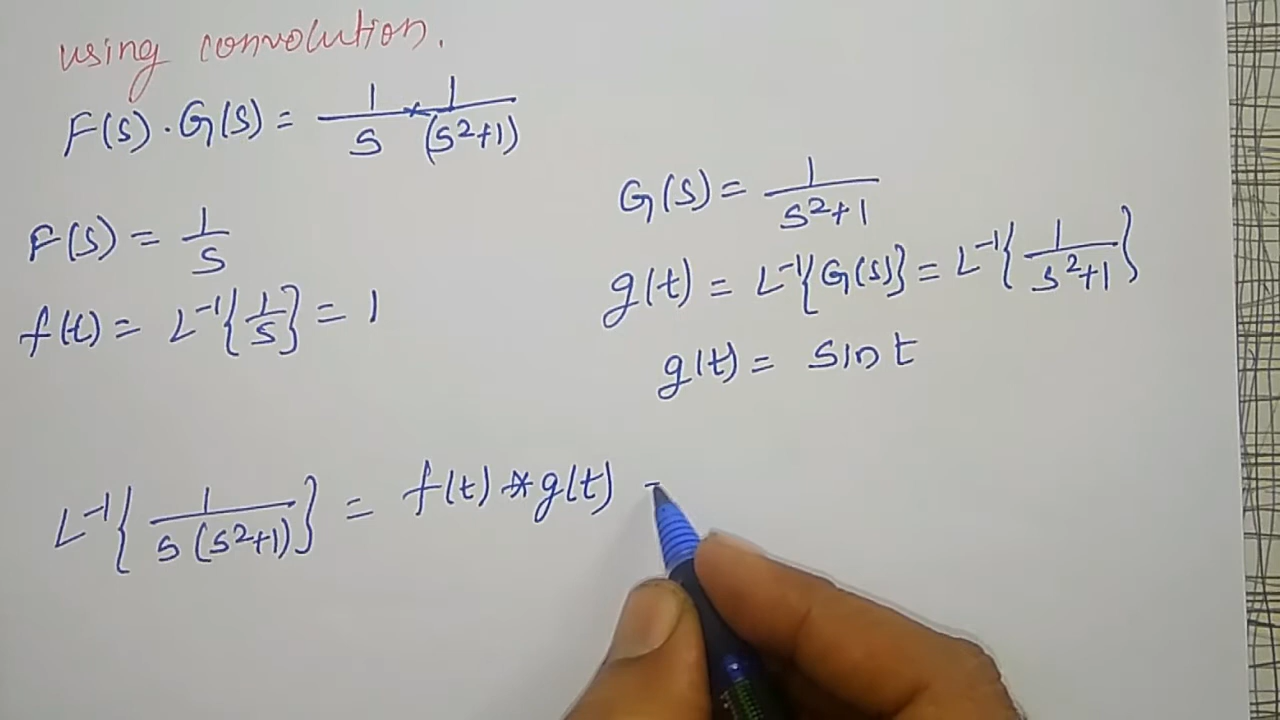 using convolution.
F(s) . G(s) = 1/s × 1/(s²+1)
F(s) = 1/s
f(t) = L⁻¹{1/s} = 1
G(s) = 1/s²+1
g(t) = L⁻¹{G(s)} = L⁻¹{1/s²+1}
g(t) = sin t
L⁻¹{1/s(s²+1)} = f(t) * g(t) -